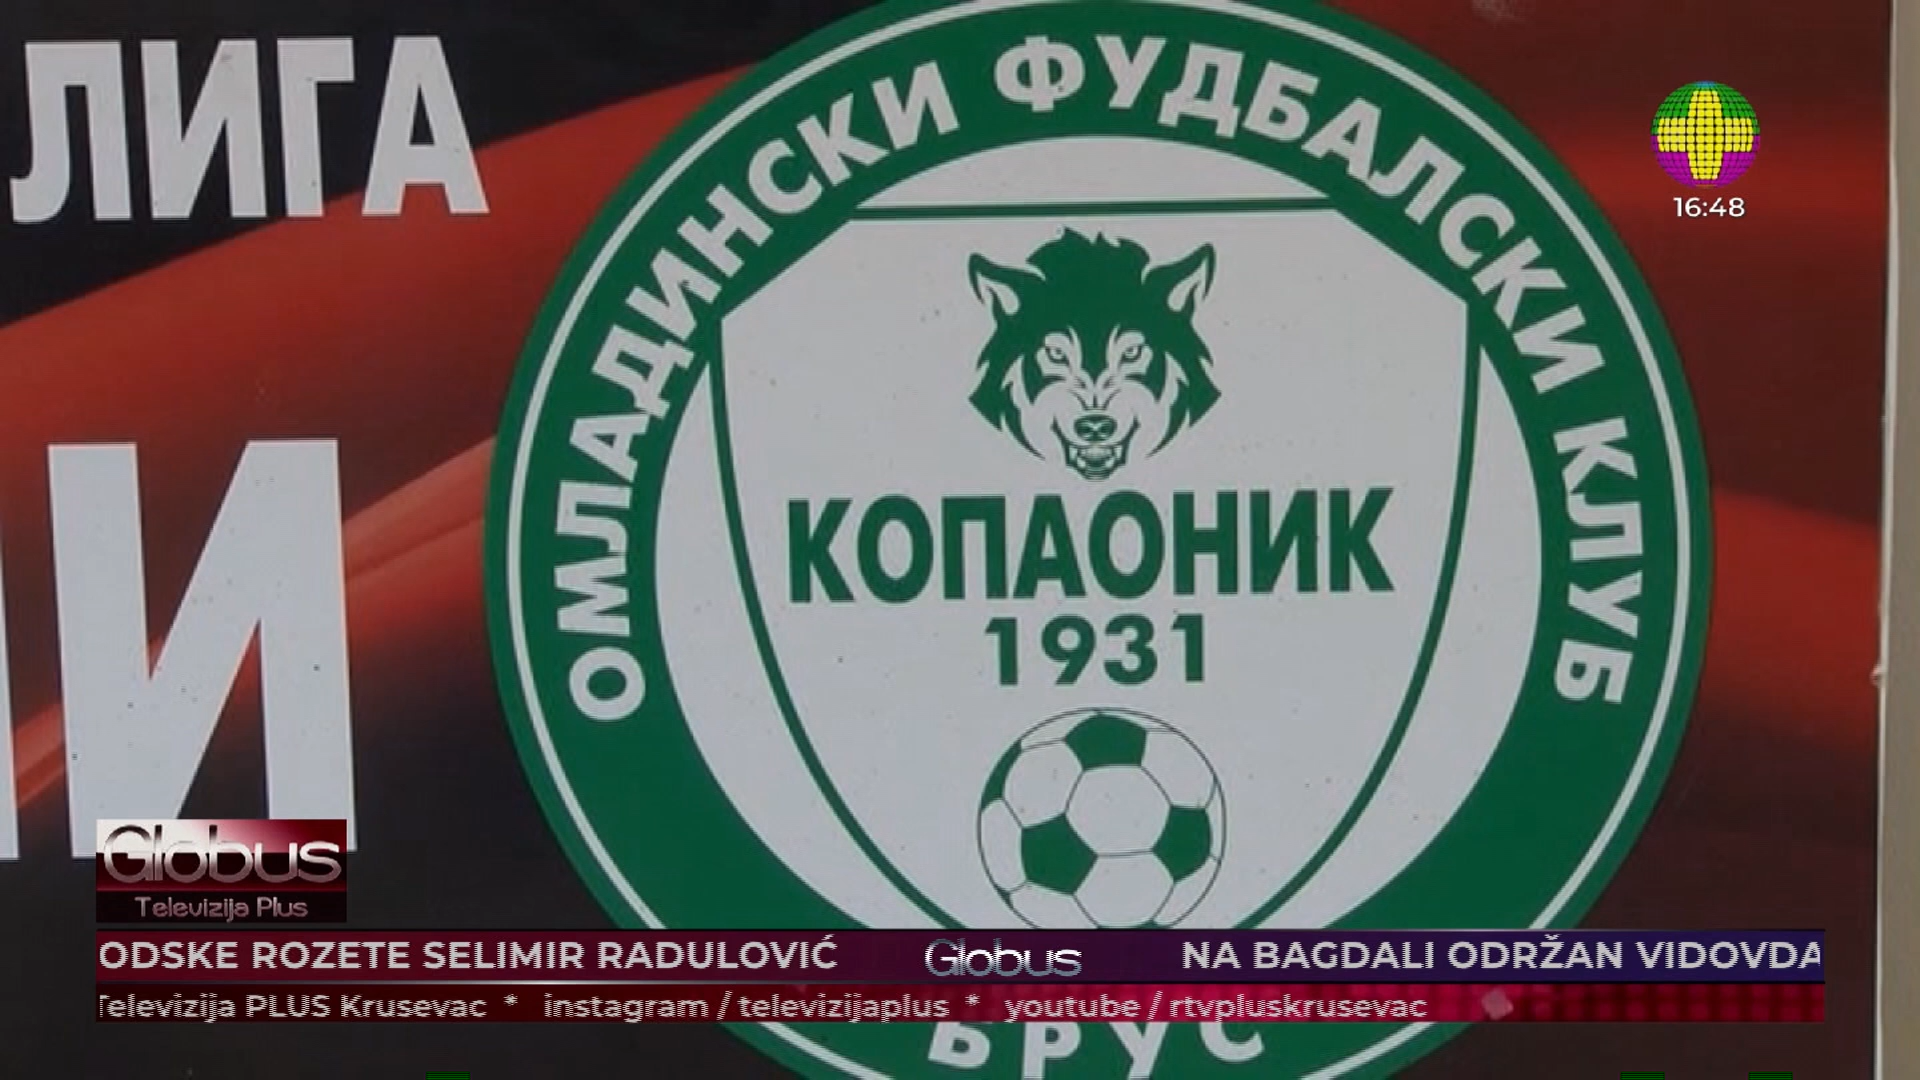 ЛИГА
И
ОМЛАДИНСКИ ФУДБАЛСКИ КЛУБ
КОПАОНИК
1931
БРУС
16:48
Globus
Televizija Plus
ODSKE ROZETE SELIMIR RADULOVIĆ Globus NA BAGDALI ODRŽAN VIDOVDA
Televizija PLUS Krusevac * instagram / televizijaplus * youtube / rtvpluskrusevac